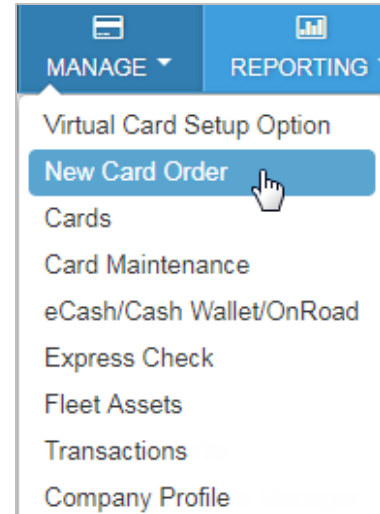 MANAGE
REPORTING
Virtual Card Setup Option
New Card Order
Cards
Card Maintenance
eCash/Cash Wallet/OnRoad
Express Check
Fleet Assets
Transactions
Company Profile